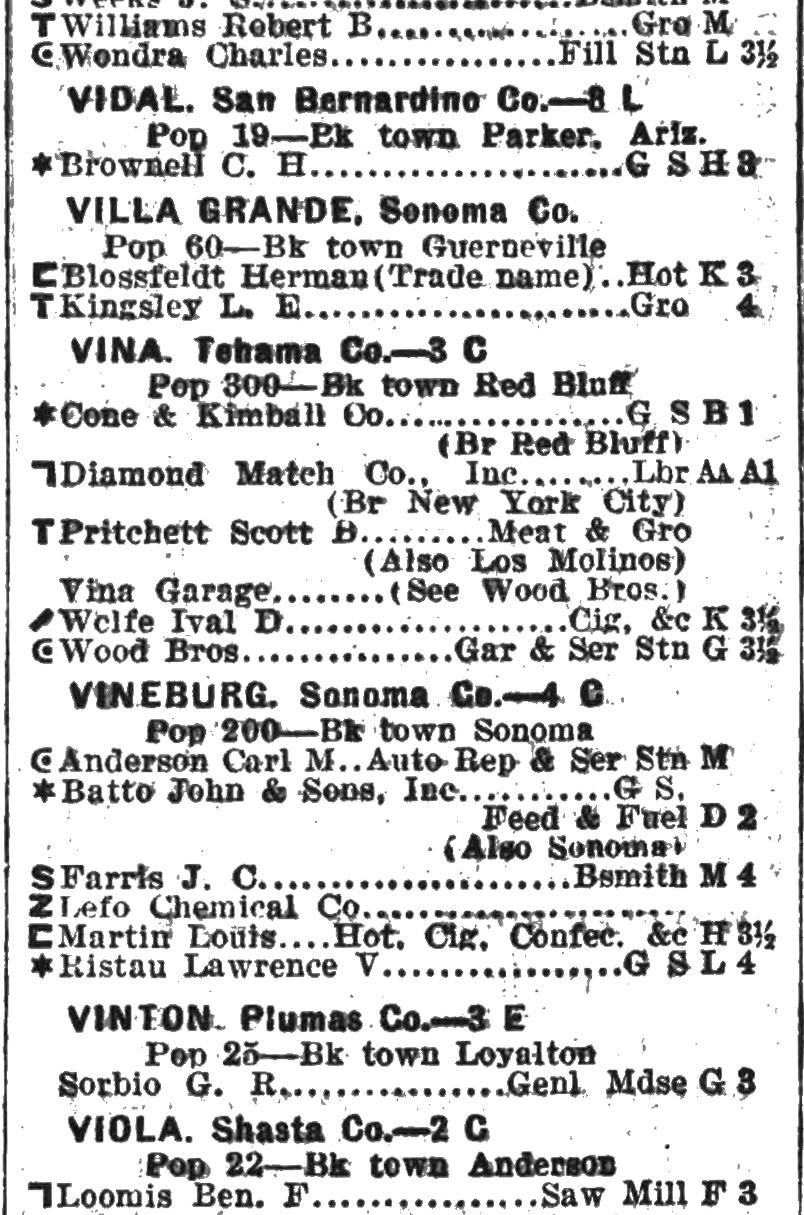 T Williams Robert B..................Gro M
C Wondra Charles................Fill Stn L 3½
VIDAL. San Bernardino Co.—8 L
Pop 19—Bk town Parker, Ariz.
*Brownell C. H......................G S H 3
VILLA GRANDE, Sonoma Co.
Pop 60—Bk town Guerneville
C Blossfeldt Herman (Trade name)..Hot K 3
T Kingsley L. E.......................Gro 4
VINA. Tehama Co.—3 C
Pop 300—Bk town Red Bluff
*Cone & Kimball Co.................G S B 1
(Br Red Bluff)
Diamond Match Co., Inc........Lbr AA A1
(Br New York City)
T Pritchett Scott B.........Meat & Gro
(Also Los Molinos)
Vina Garage........(See Wood Bros.)
Wolfe Ival D...................Cig, &c K 3½
C Wood Bros...............Gar & Ser Stn G 3½
VINEBURG. Sonoma Co.—4 C
Pop 200—Bk town Sonoma
C Anderson Carl M..Auto Rep & Ser Stn M
*Batto John & Sons, Inc...........G S,
Feed & Fuel D 2
(Also Sonoma)
S Farris J. C......................Bsmith M 4
Z Lefo Chemical Co.......................
C Martin Louis....Hot, Cig, Confec. &c H 3½
*Ristau Lawrence V.................G S L 4
VINTON. Plumas Co.—3 E
Pop 25—Bk town Loyalton
Sorbio G. R................Genl Mdse G 3
VIOLA. Shasta Co.—2 C
Pop 22—Bk town Anderson
Loomis Ben. F................Saw Mill F 3